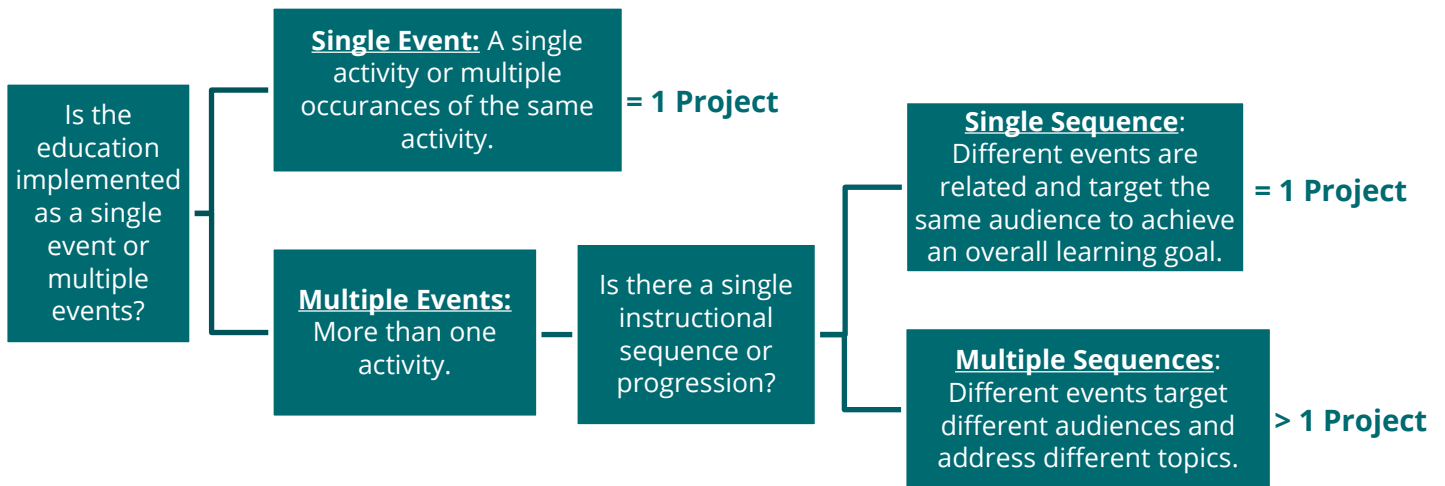 Is the
education
implemented
as a single
event or
multiple
events?
Single Event: A single
activity or multiple
occurances of the same
activity.
= 1 Project
Multiple Events:
More than one
activity.
Is there a single
instructional
sequence or
progression?
Single Sequence:
Different events are
related and target the
same audience to achieve
an overall learning goal.
= 1 Project
Multiple Sequences:
Different events target
different audiences and
address different topics.
> 1 Project